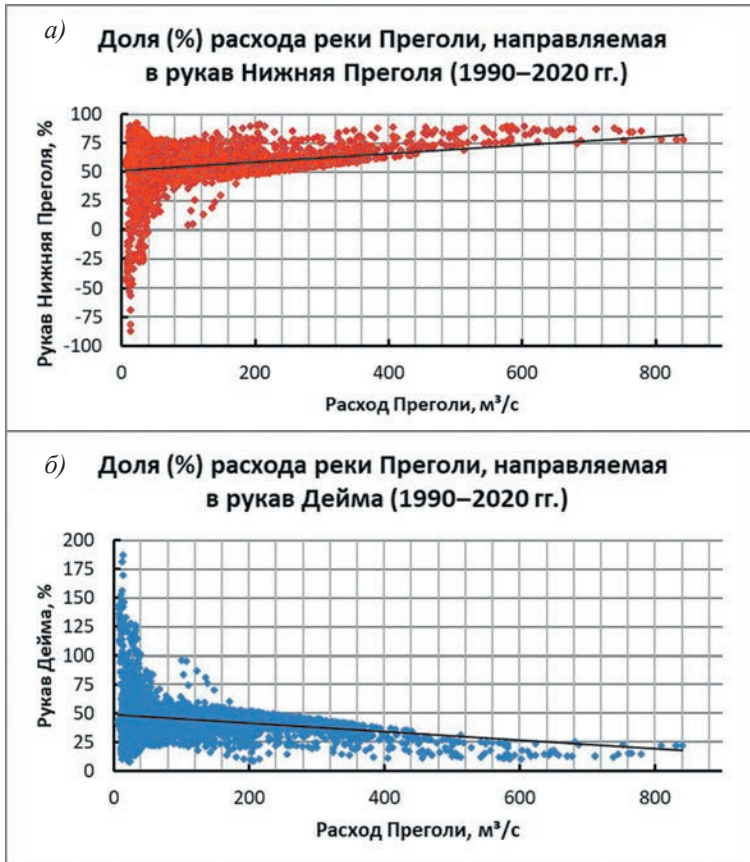 а)
Доля (%) расхода реки Преголи, направляемая
в рукав Нижняя Преголя (1990–2020 гг.)
Рукав Нижняя Преголя, %
100
75
50
25
0
-25
-50
-75
-100
0 200 400 600 800
Расход Преголи, м³/с
б)
Доля (%) расхода реки Преголи, направляемая
в рукав Дейма (1990–2020 гг.)
Рукав Дейма, %
200
175
150
125
100
75
50
25
0
0 200 400 600 800
Расход Преголи, м³/с